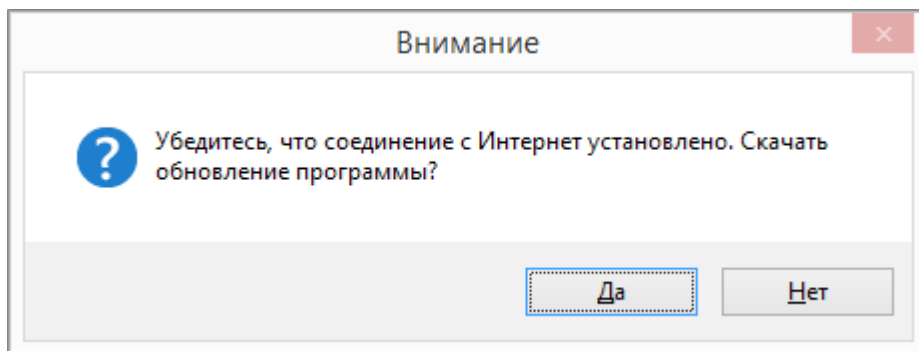 Внимание
Убедитесь, что соединение с Интернет установлено. Скачать
обновление программы?
Да
Нет